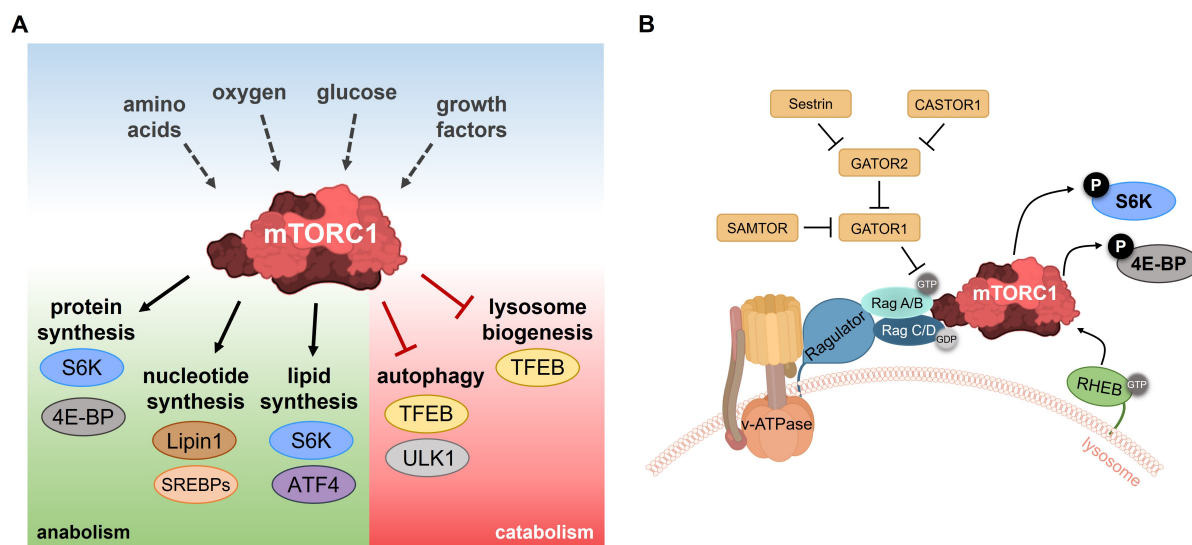 A
amino
acids
oxygen
glucose
growth
factors
mTORC1
protein
synthesis
S6K
4E-BP
nucleotide
synthesis
Lipin1
SREBPs
lipid
synthesis
S6K
ATF4
autophagy
TFEB
ULK1
lysosome
biogenesis
TFEB
anabolism
catabolism
B
Sestrin
CASTOR1
GATOR2
SAMTOR
GATOR1
P
S6K
P
4E-BP
mTORC1
GTP
Rag A/B
Rag C/D
GDP
Ragulator
v-ATPase
RHEB
GTP
lysosome